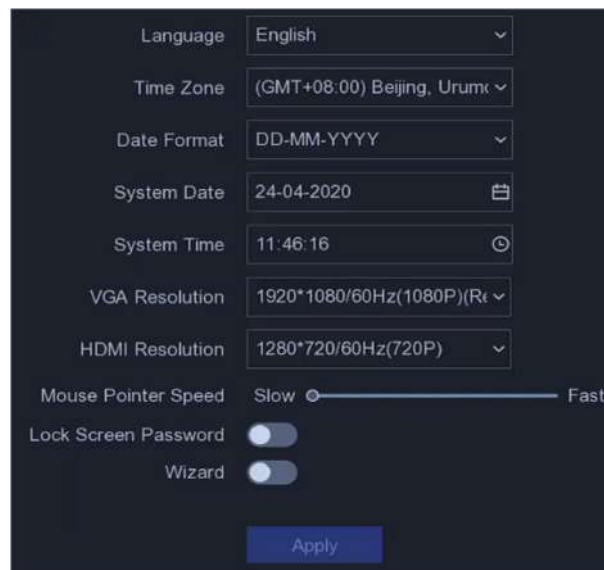 Language English
Time Zone (GMT+08:00) Beijing,
Date Format DD-MM-YYYY
System Date 24-04-2020
System Time 11:46:16
VGA Resolution 1920*1080/60Hz(1080P)
HDMI Resolution 1280*720/60Hz(720P)
Mouse Pointer Speed Slow Fast
Lock Screen Password
Wizard
Apply